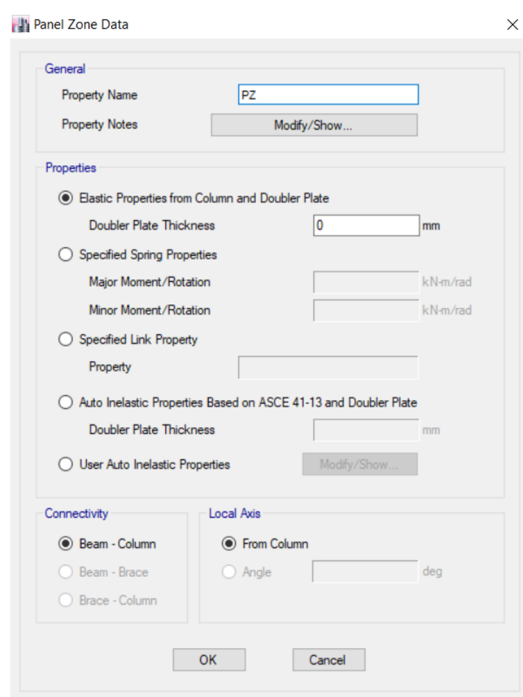 Panel Zone Data
General
Property Name PZ
Property Notes Modify/Show...
Properties
Elastic Properties from Column and Doubler Plate
Doubler Plate Thickness 0 mm
Specified Spring Properties
Major Moment/Rotation kN-m/rad
Minor Moment/Rotation kN-m/rad
Specified Link Property
Property
Auto Inelastic Properties Based on ASCE 41-13 and Doubler Plate
Doubler Plate Thickness mm
User Auto Inelastic Properties Modify/Show...
Connectivity Local Axis
Beam - Column From Column
Beam - Brace Angle deg
Brace - Column
OK Cancel